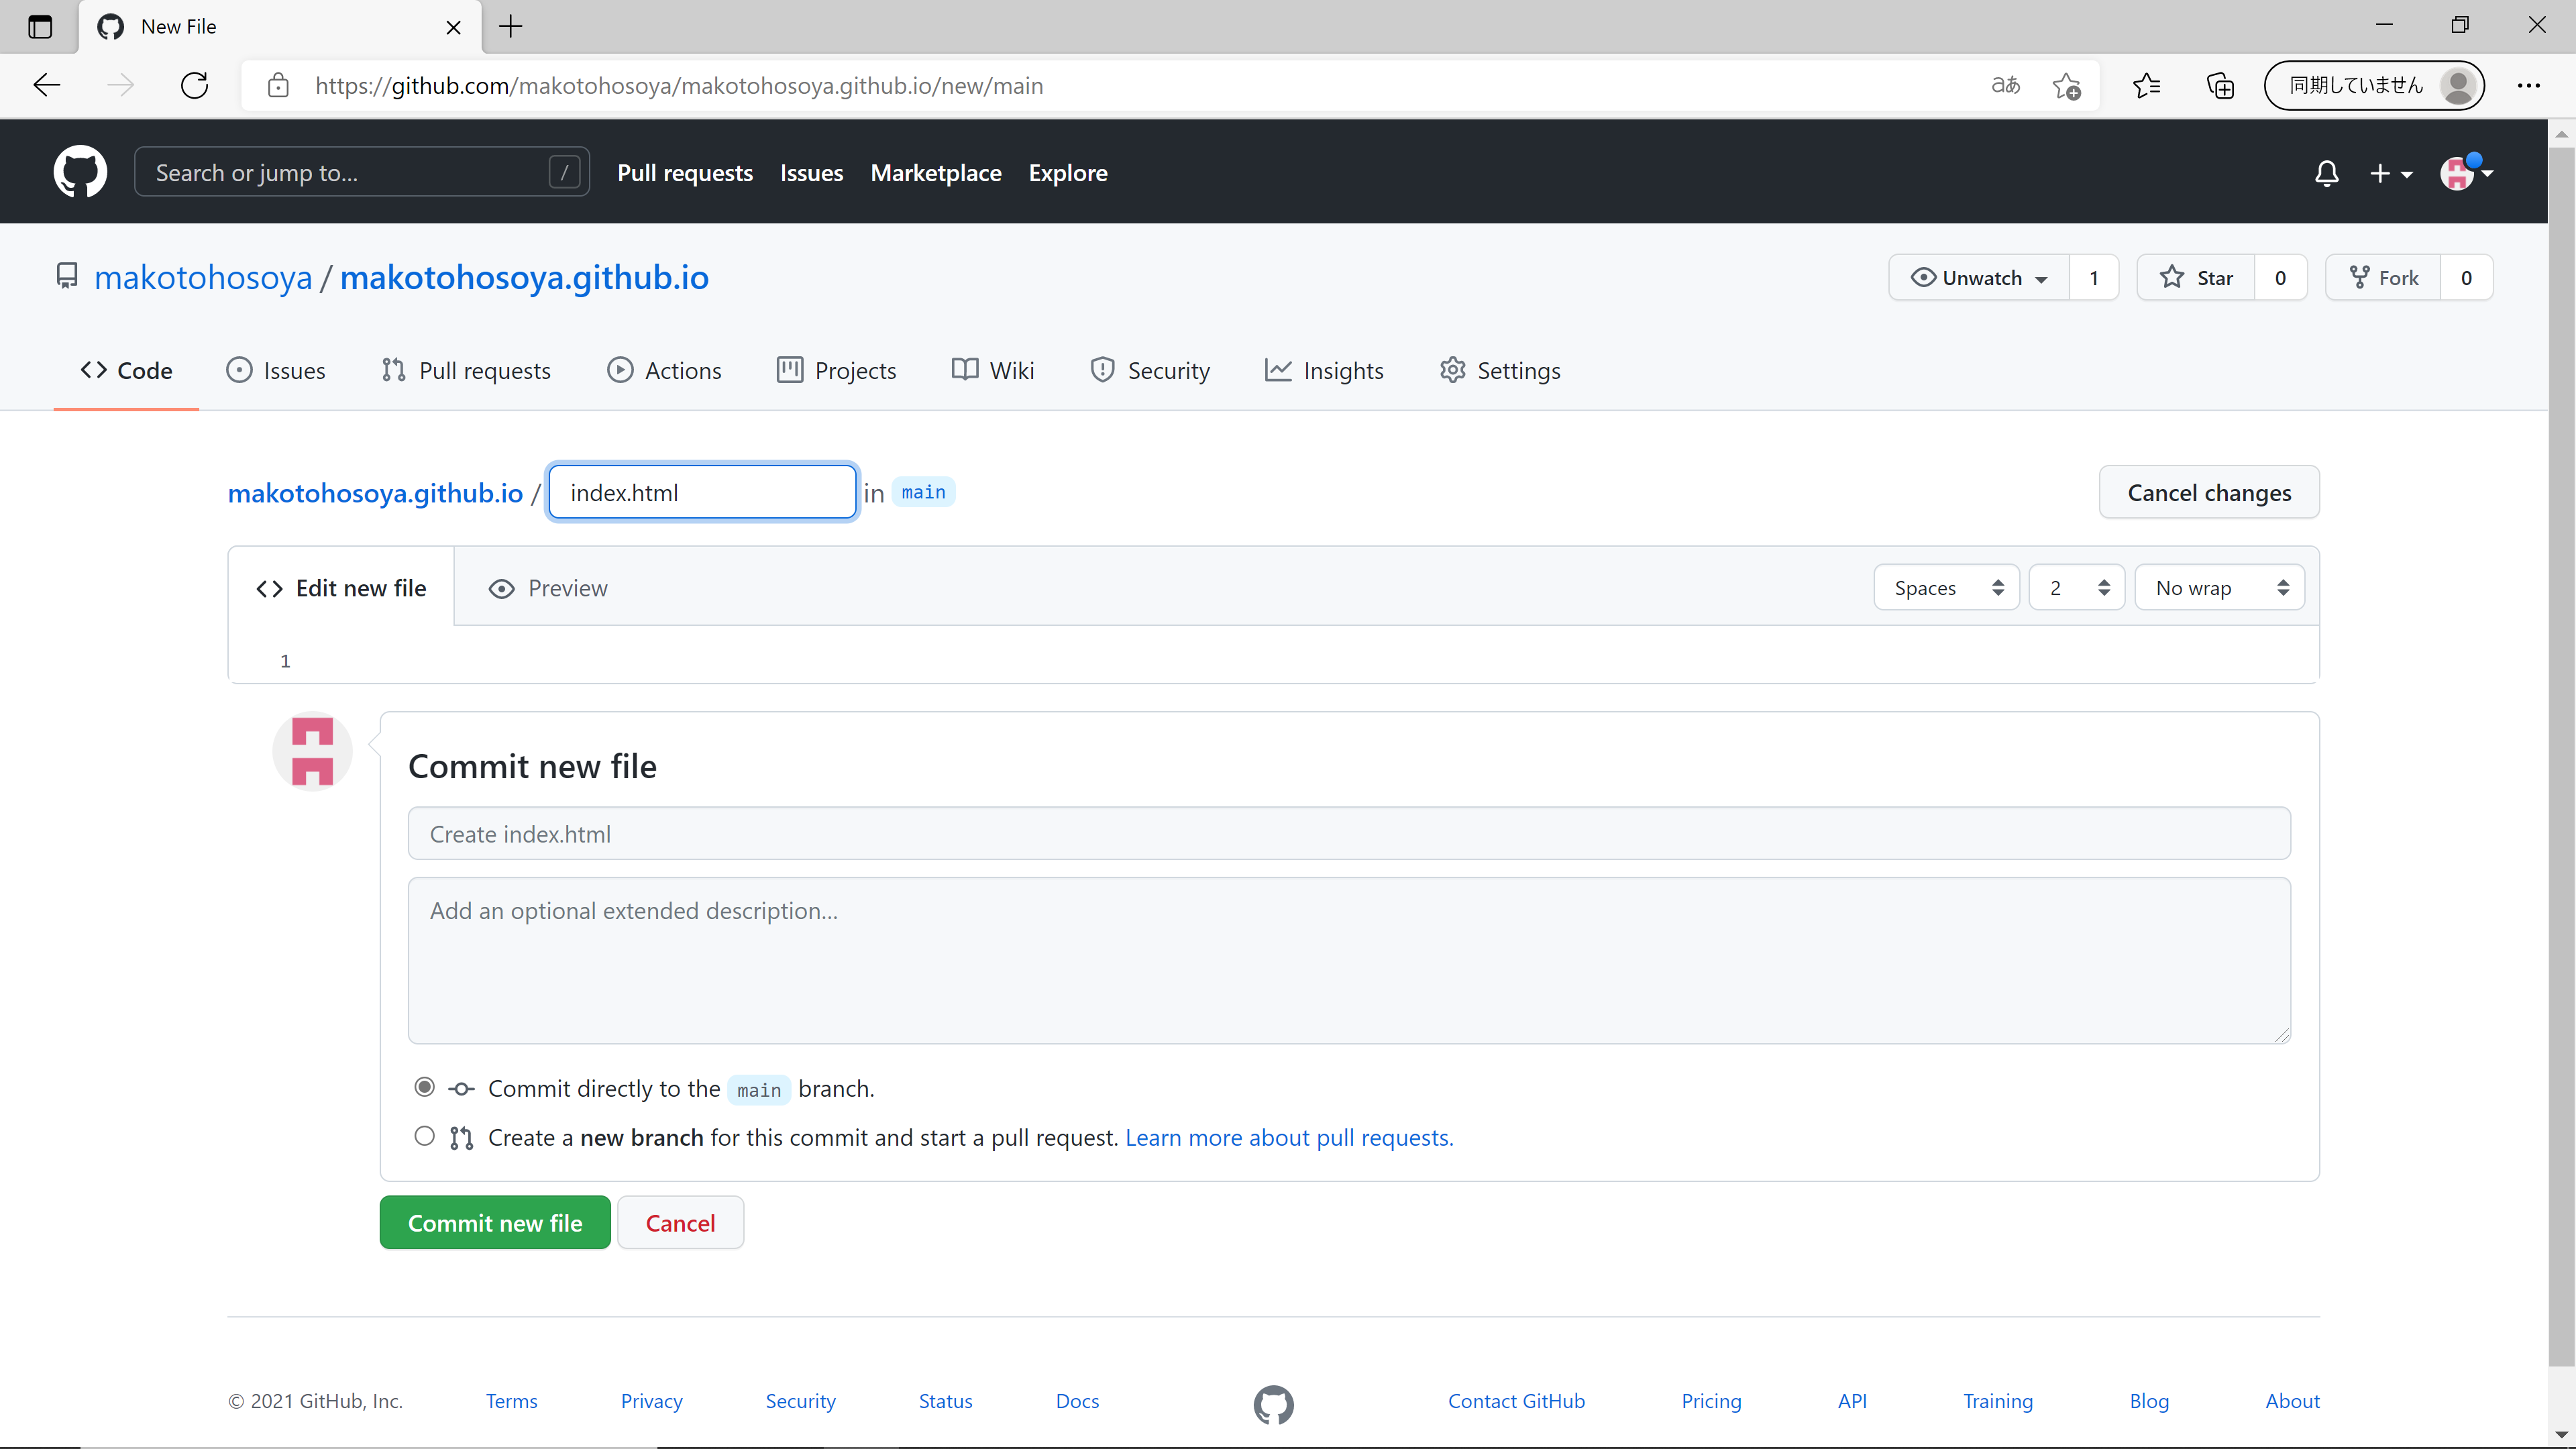 New File
https://github.com/makotohosoya/makotohosoya.github.io/new/main
aあ
同期していません
Search or jump to... /
Pull requests Issues Marketplace Explore
makotohosoya / makotohosoya.github.io
Unwatch 1 Star 0 Fork 0
Code Issues Pull requests Actions Projects Wiki Security Insights Settings
makotohosoya.github.io / index.html in main Cancel changes
Edit new file Preview Spaces 2 No wrap
1
Commit new file
Create index.html
Add an optional extended description...
Commit directly to the main branch.
Create a new branch for this commit and start a pull request. Learn more about pull requests.
Commit new file Cancel
© 2021 GitHub, Inc. Terms Privacy Security Status Docs Contact GitHub Pricing API Training Blog About